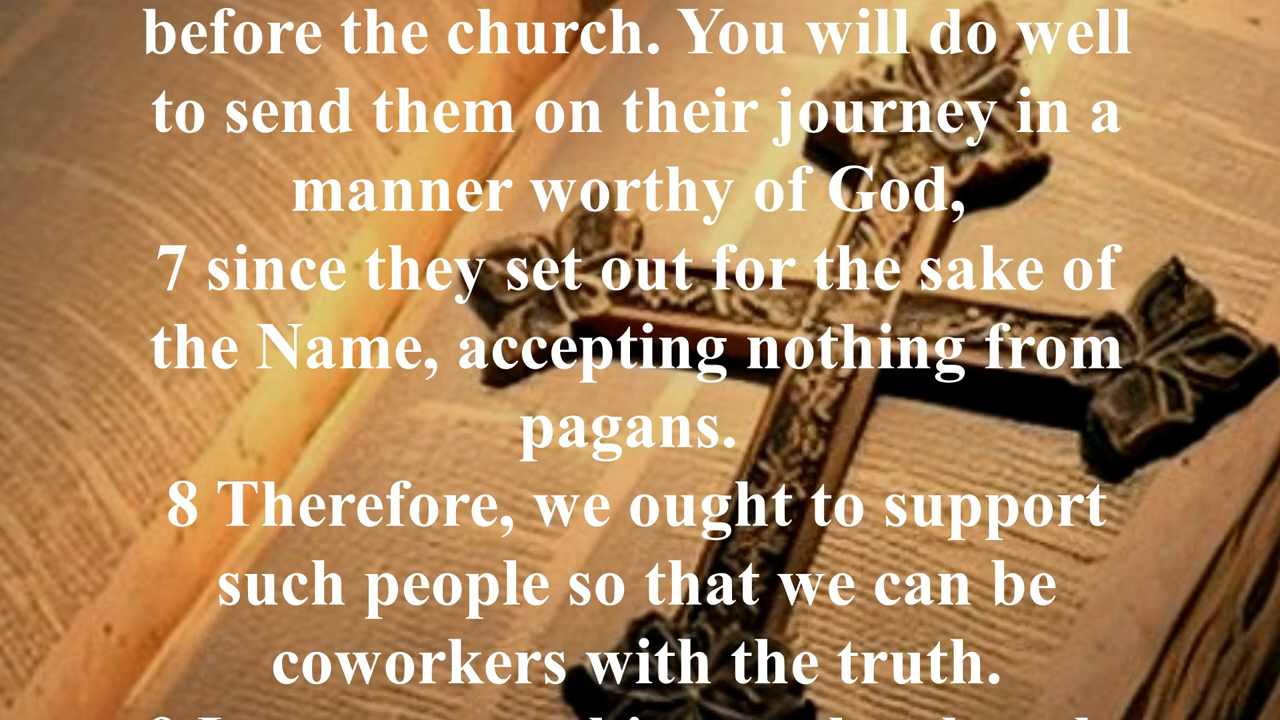 before the church. You will do well
to send them on their journey in a
manner worthy of God,
7 since they set out for the sake of
the Name, accepting nothing from
pagans.
8 Therefore, we ought to support
such people so that we can be
coworkers with the truth.